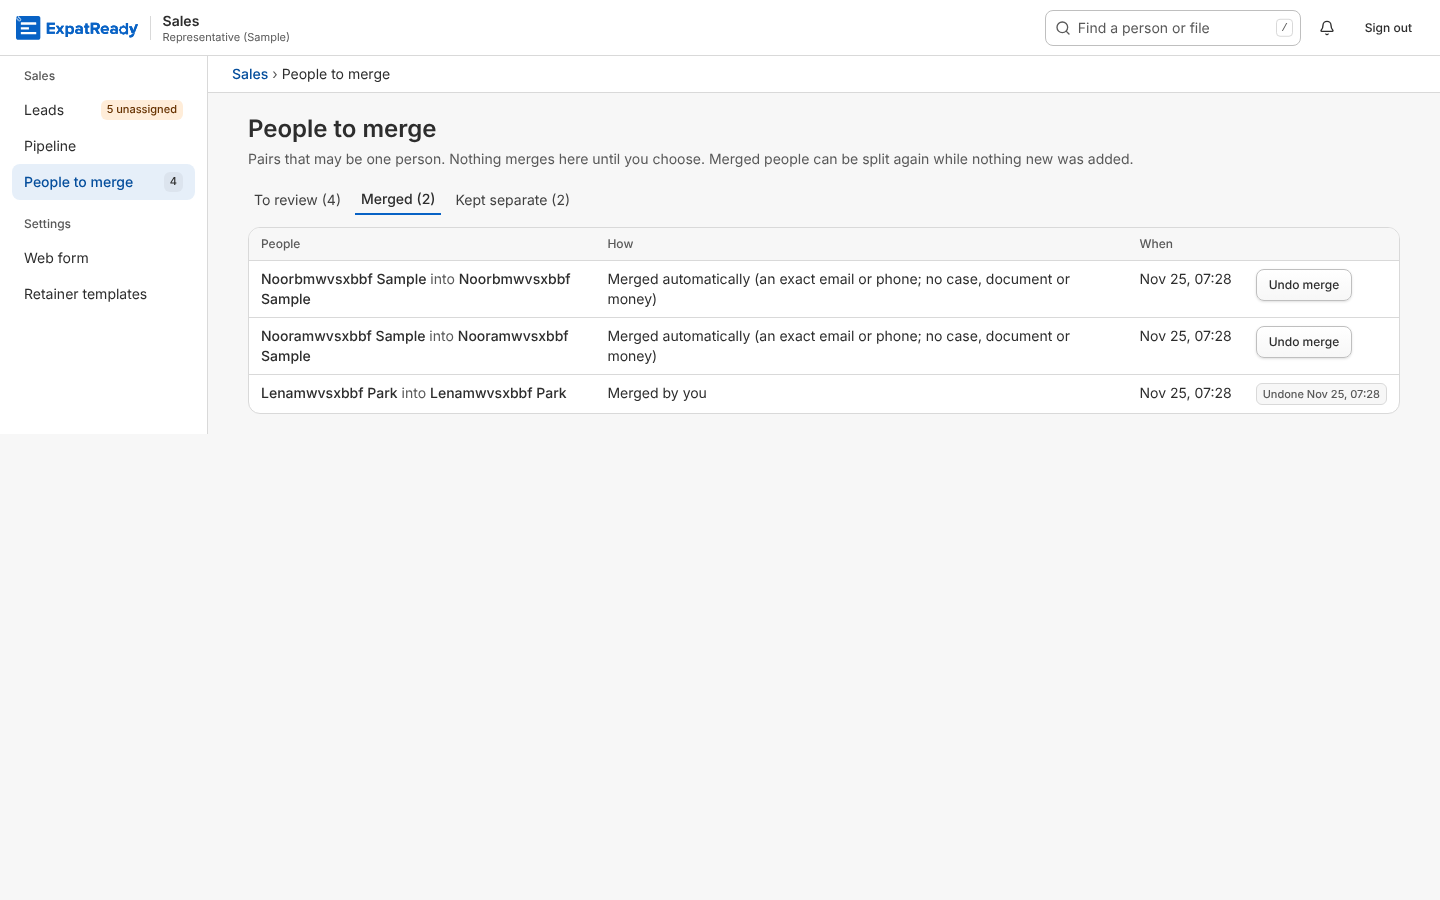 ExpatReady
Sales
Representative (Sample)
Find a person or file
/
Sign out
Sales
Leads
5 unassigned
Pipeline
People to merge
4
Settings
Web form
Retainer templates
Sales › People to merge
People to merge
Pairs that may be one person. Nothing merges here until you choose. Merged people can be split again while nothing new was added.
To review (4)
Merged (2)
Kept separate (2)
People
How
When
Noorbmwvsxbbf Sample into Noorbmwvsxbbf
Sample
Merged automatically (an exact email or phone; no case, document or
money)
Nov 25, 07:28
Undo merge
Nooramwvsxbbf Sample into Nooramwvsxbbf
Sample
Merged automatically (an exact email or phone; no case, document or
money)
Nov 25, 07:28
Undo merge
Lenamwvsxbbf Park into Lenamwvsxbbf Park
Merged by you
Nov 25, 07:28
Undone Nov 25, 07:28